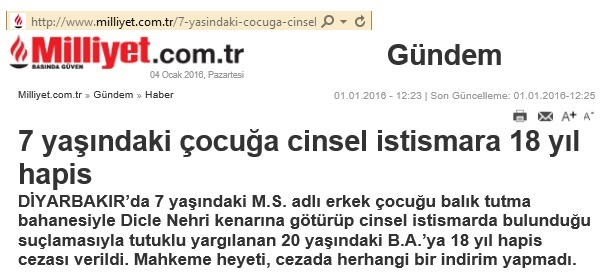 http://www.milliyet.com.tr/7-yasindaki-cocuga-cinsel
Milliyet.com.tr
BASINDA GÜVEN
Gündem
04 Ocak 2016, Pazartesi
Milliyet.com.tr » Gündem » Haber
01.01.2016 - 12:23 | Son Güncelleme: 01.01.2016-12:25
A+ A-
7 yaşındaki çocuğa cinsel istismara 18 yıl
hapis
DİYARBAKIR’da 7 yaşındaki M.S. adlı erkek çocuğu balık tutma
bahanesiyle Dicle Nehri kenarına götürüp cinsel istismarda bulunduğu
suçlamasıyla tutuklu yargılanan 20 yaşındaki B.A.’ya 18 yıl hapis
cezası verildi. Mahkeme heyeti, cezada herhangi bir indirim yapmadı.